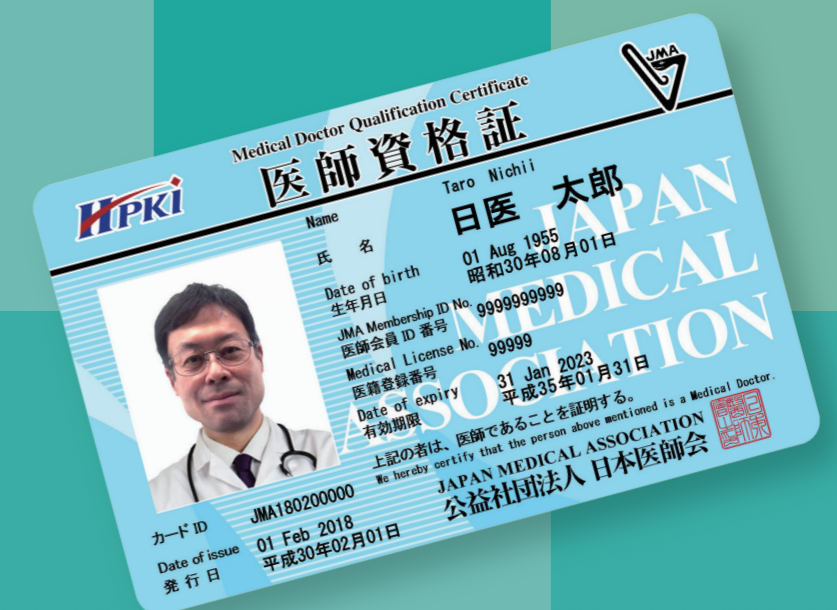 Medical Doctor Qualification Certificate
JMA
HPKI
医師資格証
Name Taro Nichii
氏 名 日医 太郎
Date of birth 01 Aug 1955
生年月日 昭和30年08月01日
JMA Membership ID No. 9999999999
医師会員 ID 番号
Medical License No. 99999
医籍登録番号
Date of expiry 31 Jan 2023
有効期限 平成35年01月31日
JAPAN
MEDICAL
ASSOCIATION
上記の者は、医師であることを証明する。
We hereby certify that the person above mentioned is a Medical Doctor.
JAPAN MEDICAL ASSOCIATION
公益社団法人 日本医師会
カード ID JMA180200000
Date of issue 01 Feb 2018
発 行 日 平成30年02月01日